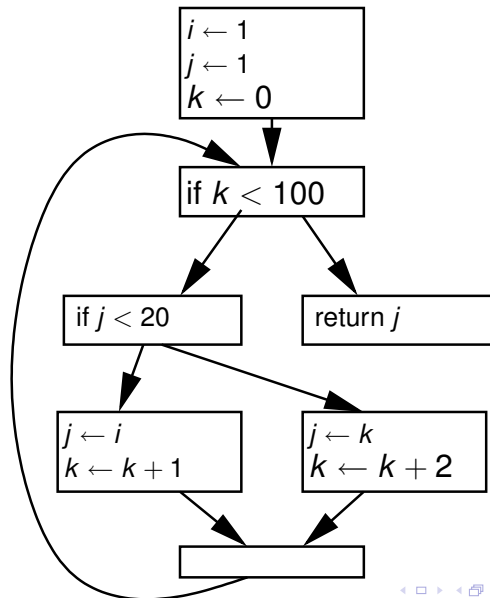 i ← 1
j ← 1
k ← 0
if k < 100
if j < 20
return j
j ← i
k ← k + 1
j ← k
k ← k + 2